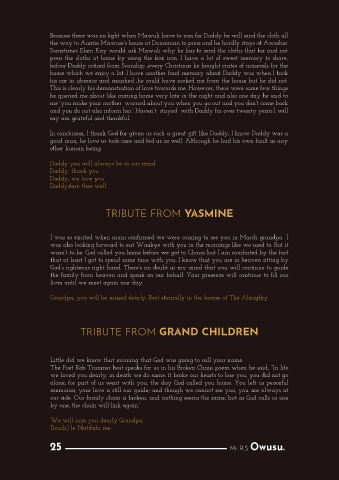 Because there was no light when Mawuli have to iron for Daddy he will send the cloth all
the way to Auntie Mawuse's house at Dansoman to press and he hardly stays at Awoshie.
Sometimes Eben Key would ask Mawuli why he has to send the cloths that far and not
press the cloths at home by using the box iron. I have a lot of sweet memory to share,
before Daddy retired from Starship every Christmas he bought crates of minerals for the
home which we enjoy a lot. I have another fond memory about Daddy was when I took
his car in absence and smashed ,he could have sacked me from the house but he did not.
This is clearly his demonstration of love towards me. However, there were some few things
he queried me about like coming home very late in the night and also one day he said to
me 'you make your mother worried about you when you go out and you don't come back
and you do not also inform her'. Haven't stayed with Daddy for over twenty years I will
say am grateful and thankful.
In conclusion, I thank God for given us such a great gift like Daddy, I know Daddy was a
good man, he love us took care and fed us as well. Although he had his own fault as any
other human being.
Daddy you will always be in our mind
Daddy, thank you
Daddy, we love you
Daddy,fare thee well
TRIBUTE FROM YASMINE
I was so excited when mum confirmed we were coming to see you in March grandpa. I
was also looking forward to eat Waakye with you in the mornings like we used to. But it
wasn't to be, God called you home before we got to Ghana but I am comforted by the fact
that at least I got to spend some time with you. I know that you are in heaven sitting by
God's righteous right hand. There's no doubt in my mind that you will continue to guide
the family from heaven and speak on our behalf. Your presence will continue to fill our
lives until we meet again one day.
Grandpa, you will be missed dearly. Rest eternally in the bosom of The Almighty.
TRIBUTE FROM GRAND CHILDREN
Little did we know that morning that God was going to call your name.
The Poet Rob Tranmer best speaks for us in his Broken Chain poem when he said, "In life
we loved you dearly, in death we do same. It broke our hearts to lose you, you did not go
alone; for part of us went with you, the day God called you home. You left us peaceful
memories, your love is still our guide; and though we cannot see you, you are always at
our side. Our family chain is broken, and nothing seems the same; but as God calls us one
by one, the chain will link again."
We will miss you dearly Grandpa.
25 Mr. R.S Owusu.